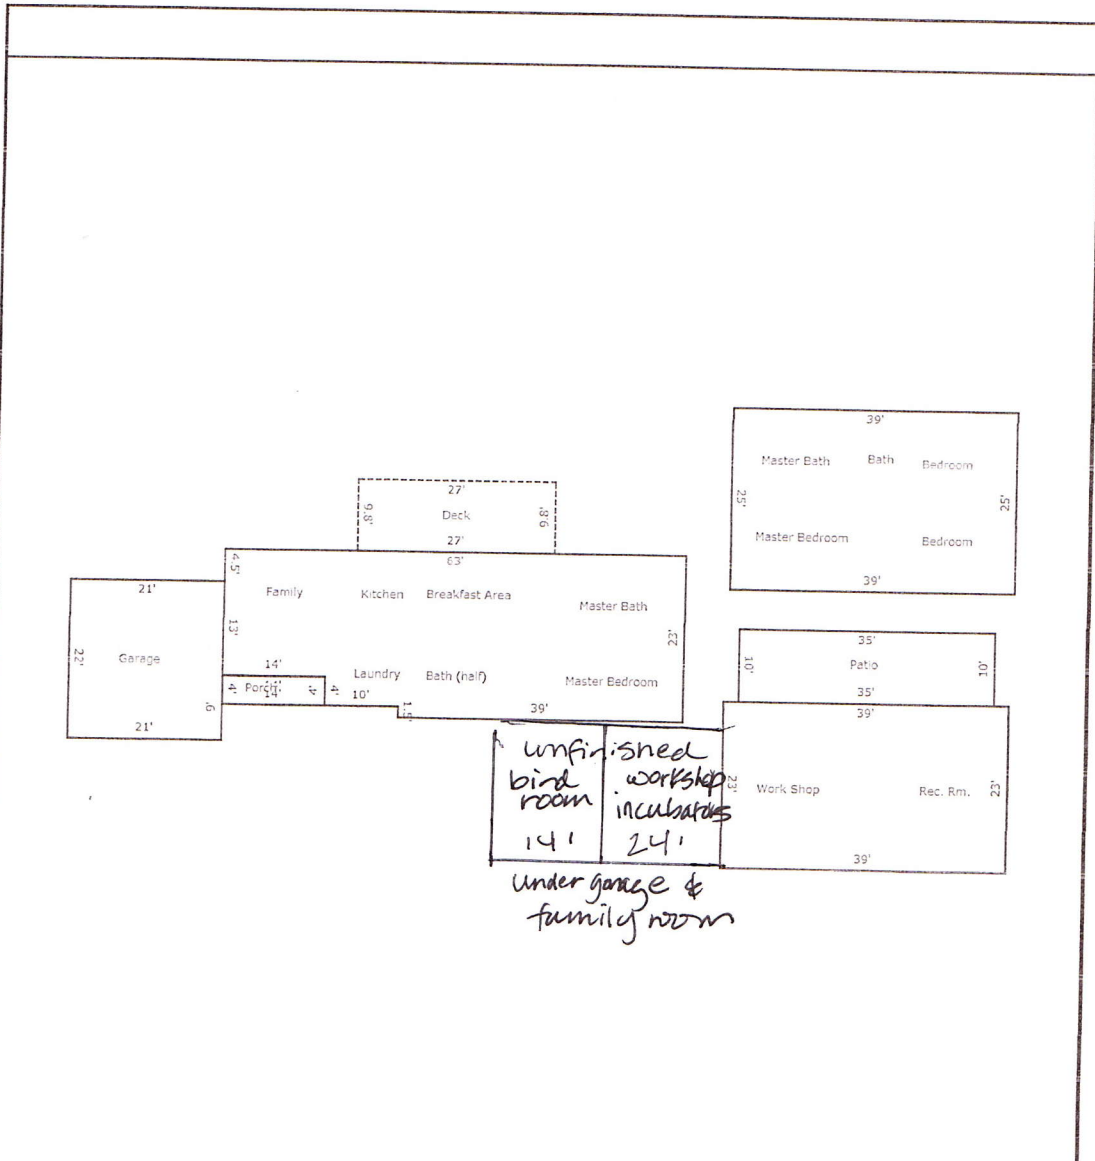 39'
Master Bath Bath Bedroom
25' 25'
Master Bedroom Bedroom
39'
27'
9.8' Deck 9.8'
27'
63'
4.5'
Family Kitchen Breakfast Area Master Bath
21'
13' 22'
22' Garage
14'
Laundry Bath (half) Master Bedroom
4' Porch 4' 4'
14' 10'
9' 1.5' 39'
21'
35'
10' Patio 10'
35'
39'
23' Work Shop Rec. Rm. 23'
39'
unfinished
bird workshop
room incubators
14' 24'
under garage &
family room